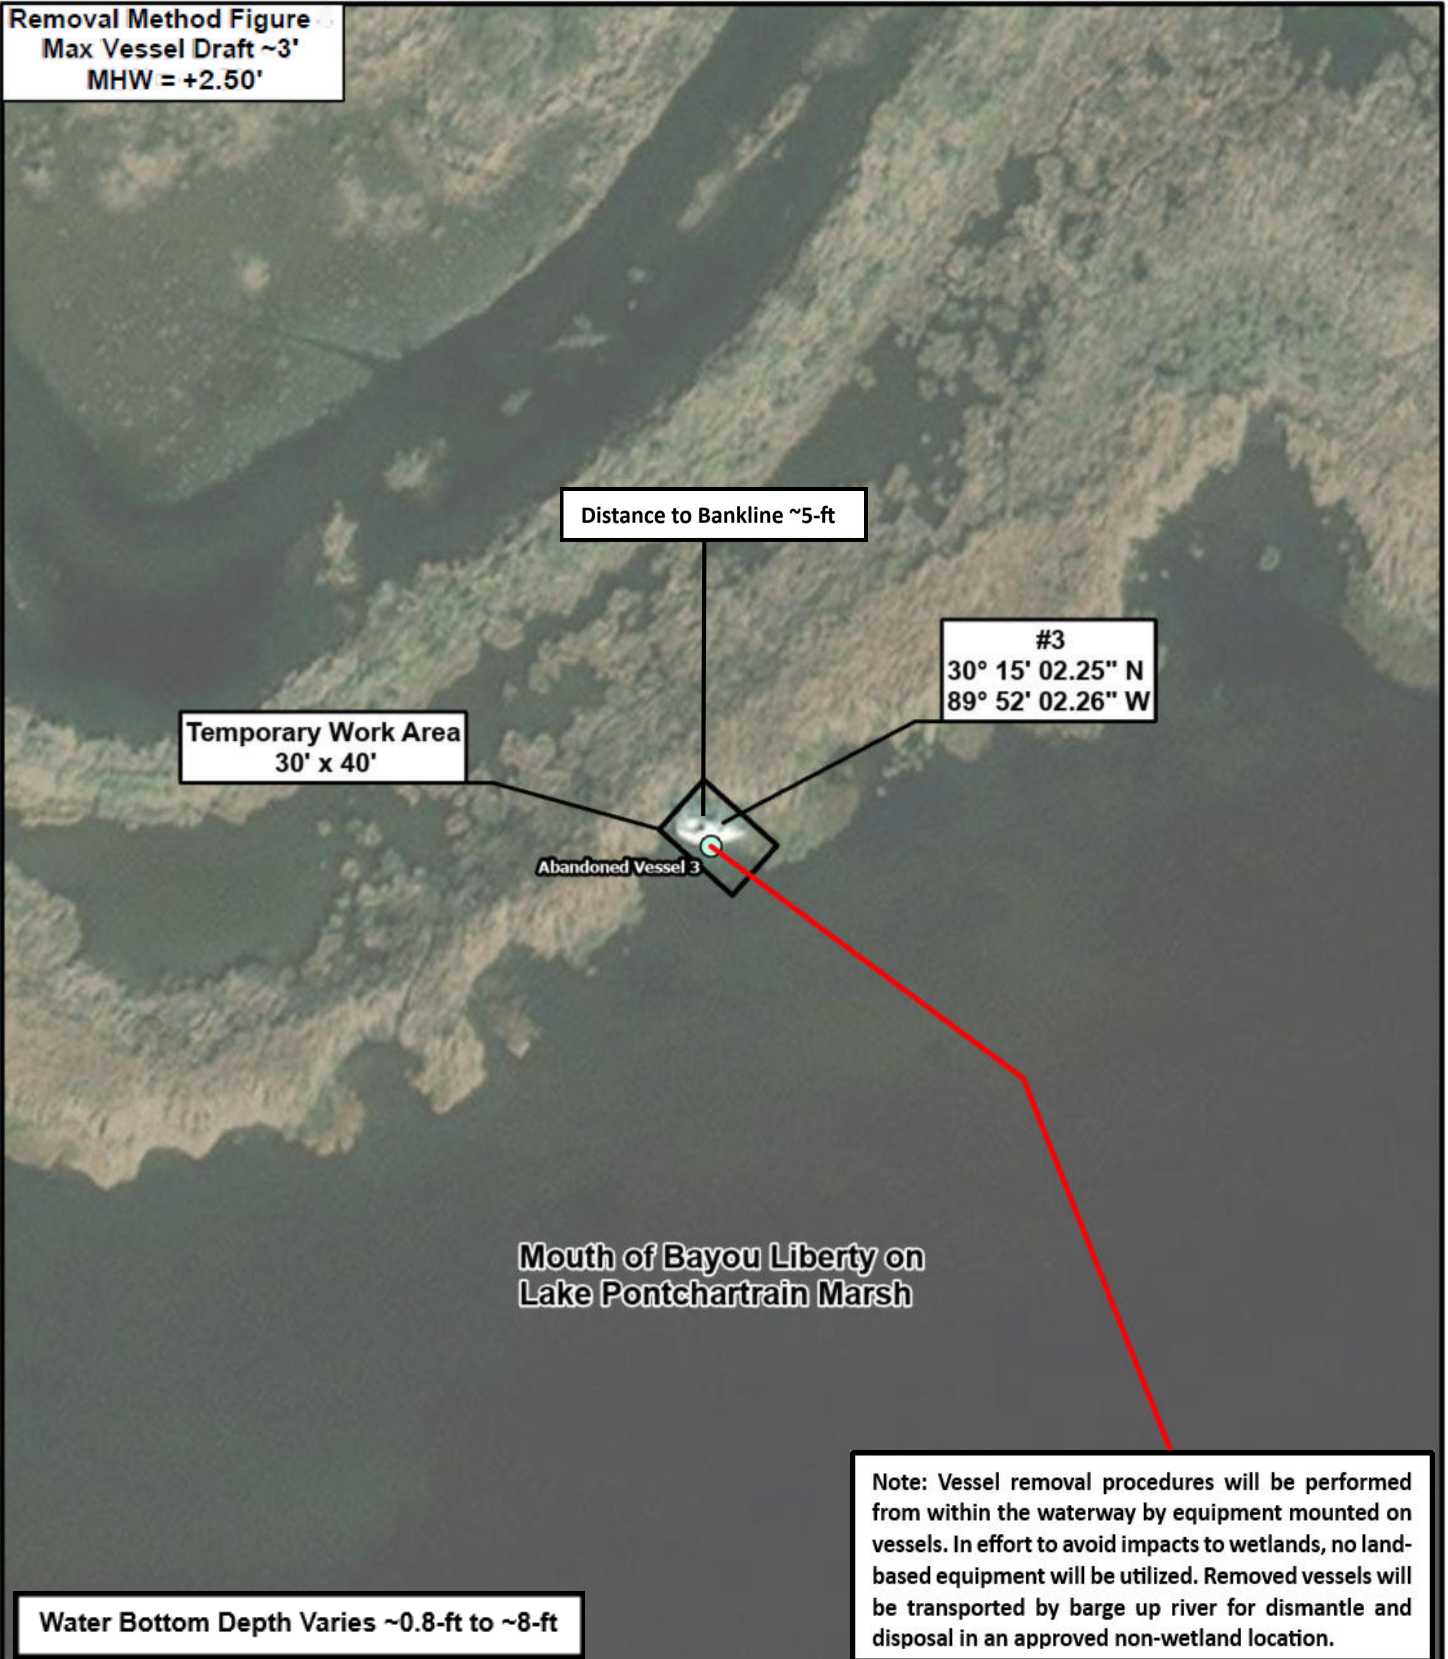 Removal Method Figure
Max Vessel Draft ~3'
MHW = +2.50'
Distance to Bankline ~5-ft
#3
30° 15' 02.25" N
89° 52' 02.26" W
Temporary Work Area
30' x 40'
Abandoned Vessel 3
Mouth of Bayou Liberty on
Lake Pontchartrain Marsh
Note: Vessel removal procedures will be performed
from within the waterway by equipment mounted on
vessels. In effort to avoid impacts to wetlands, no land-
based equipment will be utilized. Removed vessels will
be transported by barge up river for dismantle and
disposal in an approved non-wetland location.
Water Bottom Depth Varies ~0.8-ft to ~8-ft